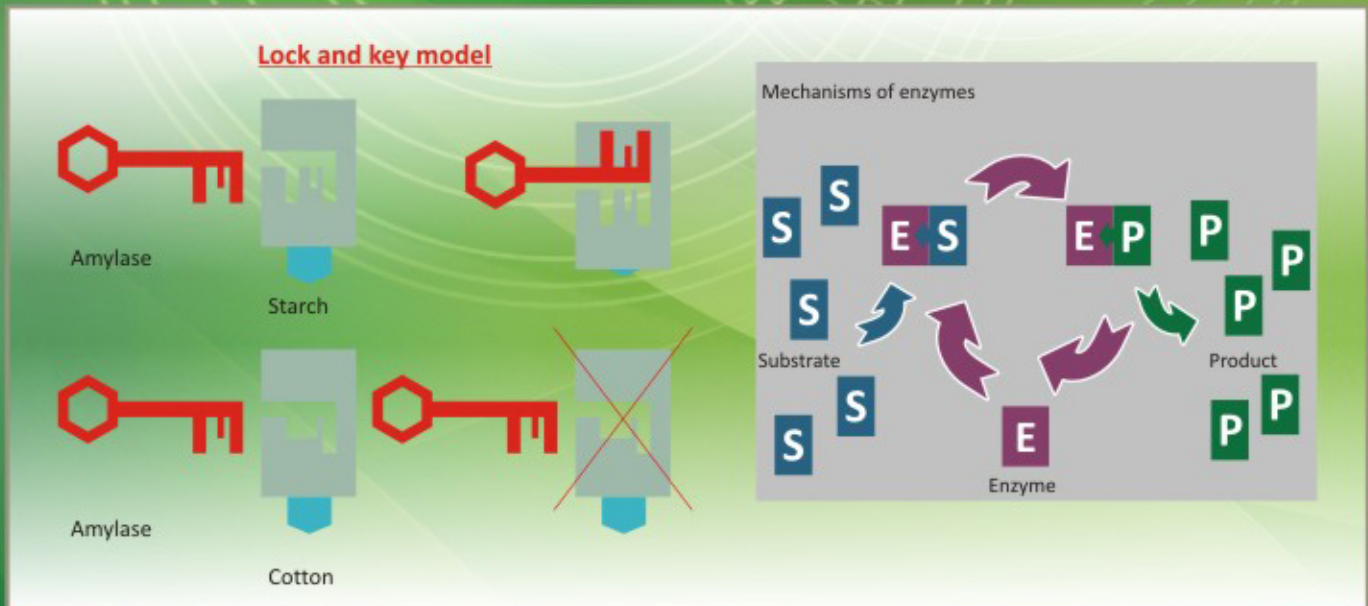 Lock and key model
Amylase
Starch
Amylase
Cotton
Mechanisms of enzymes
S
S
E S
E P
P
P
S
P
Substrate
Product
S
S
E
P
P
Enzyme